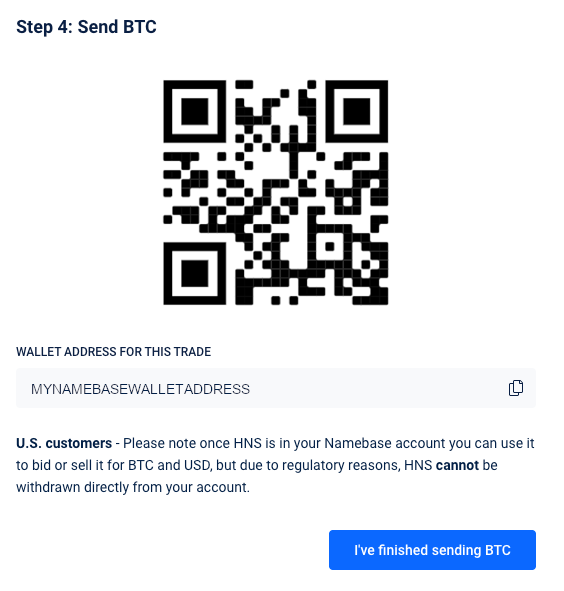 Step 4: Send BTC
WALLET ADDRESS FOR THIS TRADE
MYNAMEBASEWALLETADDRESS
U.S. customers - Please note once HNS is in your Namebase account you can use it
to bid or sell it for BTC and USD, but due to regulatory reasons, HNS cannot be
withdrawn directly from your account.
I've finished sending BTC